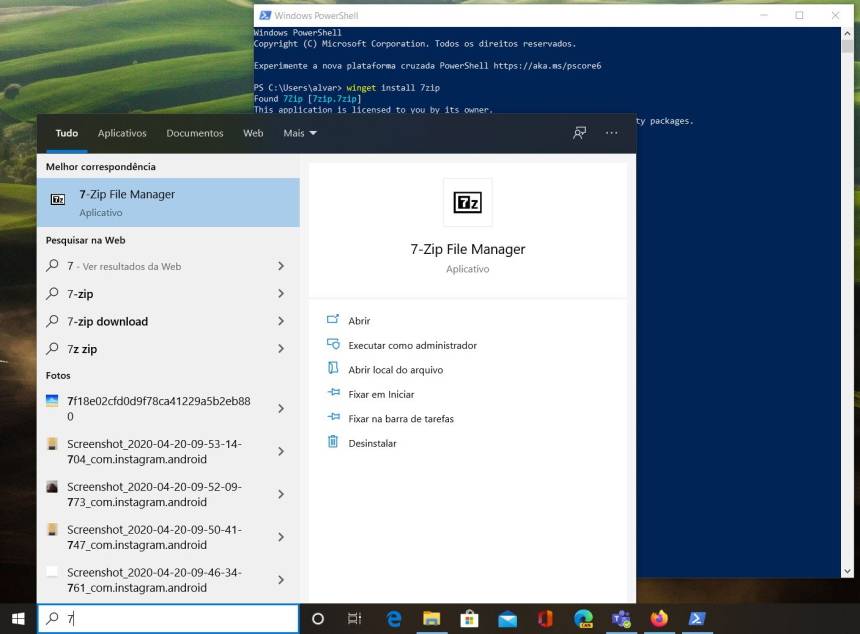 Windows PowerShell
Windows PowerShell
Copyright (C) Microsoft Corporation. Todos os direitos reservados.
Experimente a nova plataforma cruzada PowerShell https://aka.ms/pscore6
PS C:\Users\alvar> winget install 7zip
Found 7Zip [7zip.7zip]
This application is licensed to you by its owner.
ty packages.
Tudo Aplicativos Documentos Web Mais
Melhor correspondência
7-Zip File Manager
Aplicativo
Pesquisar na Web
7 - Ver resultados da Web
7-zip
7-zip download
7z zip
Fotos
7f18e02cfd0d9f78ca41229a5b2eb88
0
Screenshot_2020-04-20-09-53-14-
704_com.instagram.android
Screenshot_2020-04-20-09-52-09-
773_com.instagram.android
Screenshot_2020-04-20-09-50-41-
747_com.instagram.android
Screenshot_2020-04-20-09-46-34-
761_com.instagram.android
7z
7-Zip File Manager
Aplicativo
Abrir
Executar como administrador
Abrir local do arquivo
Fixar em Iniciar
Fixar na barra de tarefas
Desinstalar
7